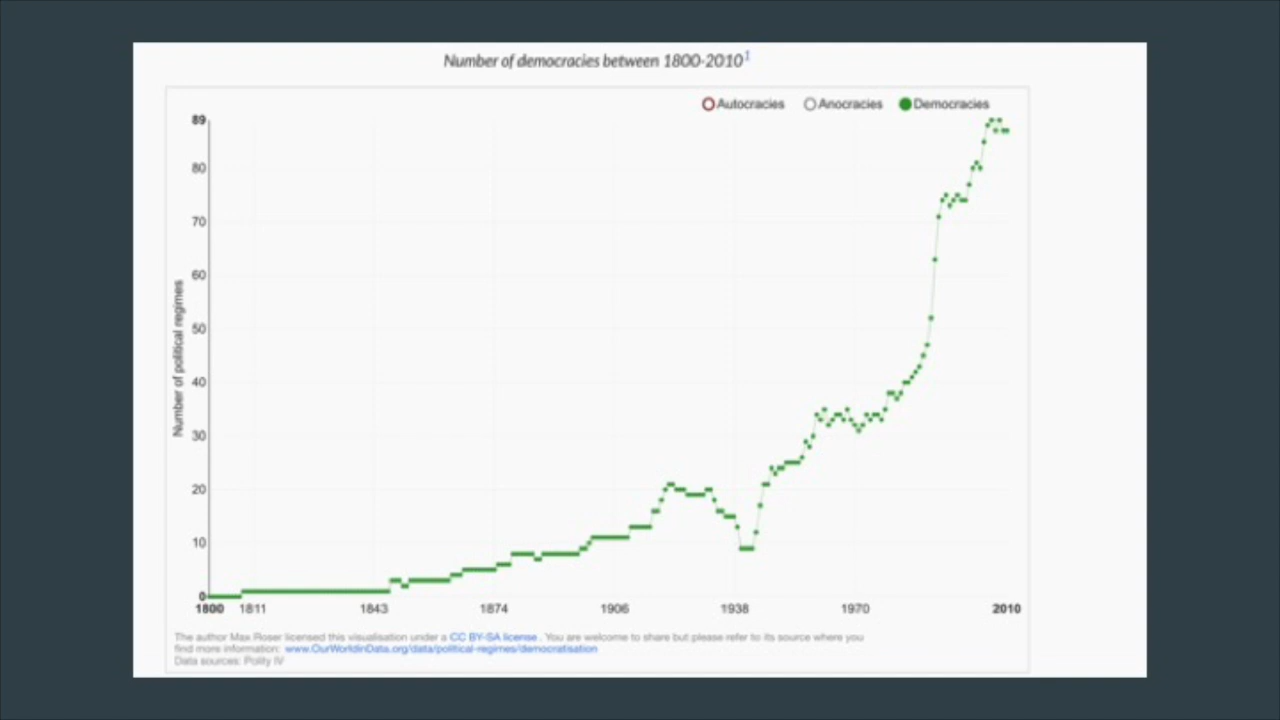 Number of democracies between 1800-2010¹
Autocracies Anocracies Democracies
89
80
70
60
50
40
30
20
10
0
Number of political regimes
1800 1811 1843 1874 1906 1938 1970 2010
The author Max Roser licensed this visualisation under a CC BY-SA license . You are welcome to share but please refer to its source where you
find more information: www.OurWorldinData.org/data/political-regimes/democratisation
Data sources: Polity IV